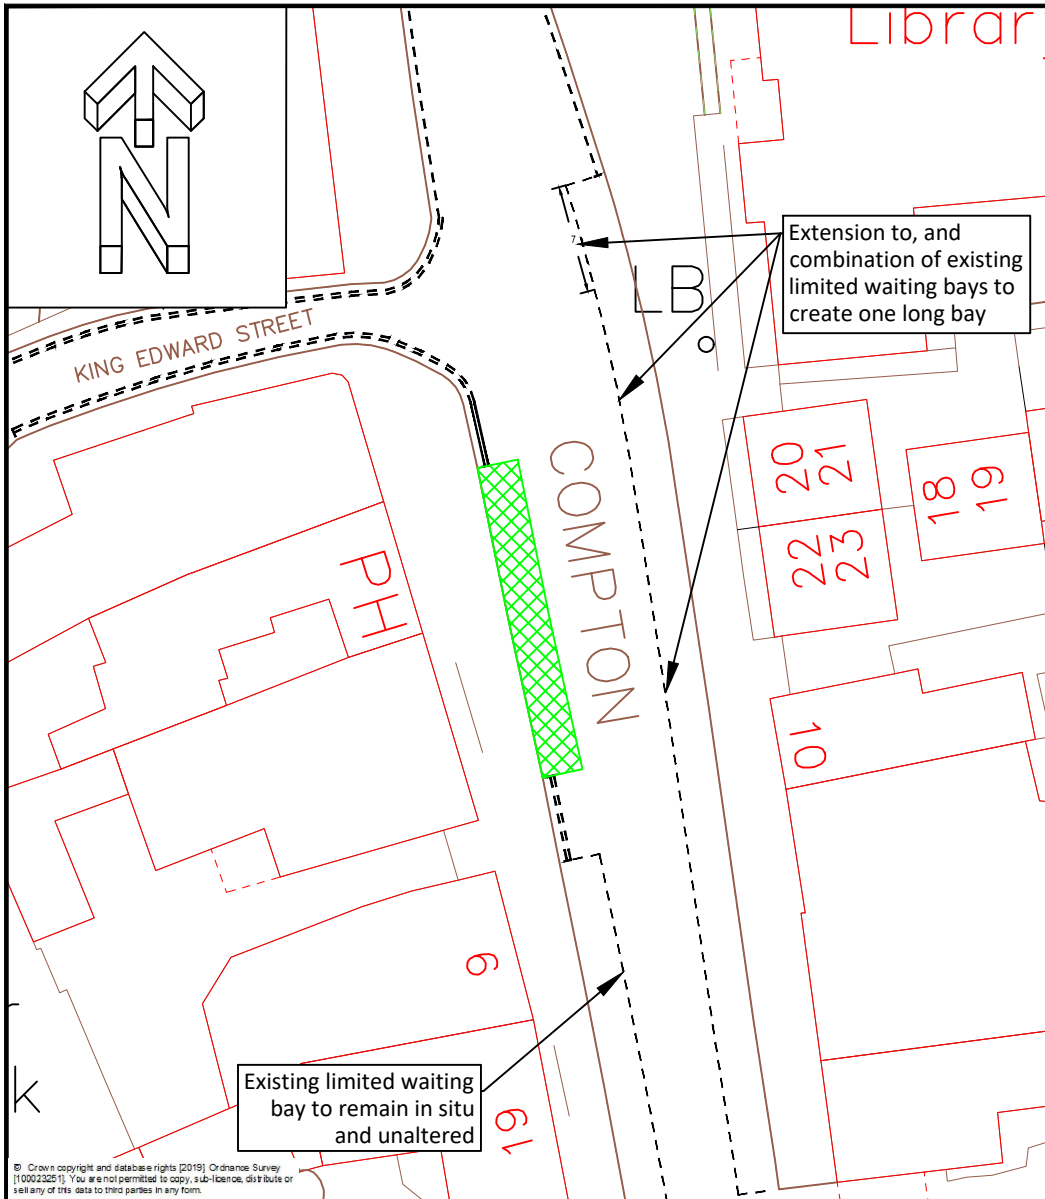 Librar
N
7
Extension to, and
combination of existing
limited waiting bays to
create one long bay
LB
KING EDWARD STREET
COMPTON
20
21
18
19
22
23
PH
10
6
k
Existing limited waiting
bay to remain in situ
and unaltered
19
© Crown copyright and database rights [2019] Ordnance Survey
[100023251]. You are not permitted to copy, sub-licence, distribute or
sell any of this data to third parties in any form.